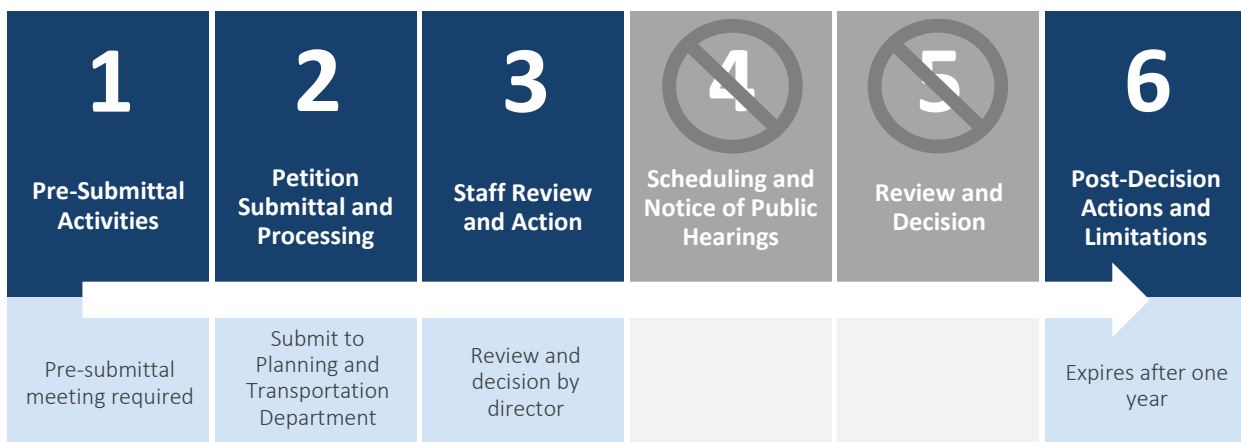 1
Pre-Submittal
Activities
Pre-submittal
meeting required
2
Petition
Submittal and
Processing
Submit to
Planning and
Transportation
Department
3
Staff Review
and Action
Review and
decision by
director
4
Scheduling and
Notice of Public
Hearings
5
Review and
Decision
6
Post-Decision
Actions and
Limitations
Expires after one
year